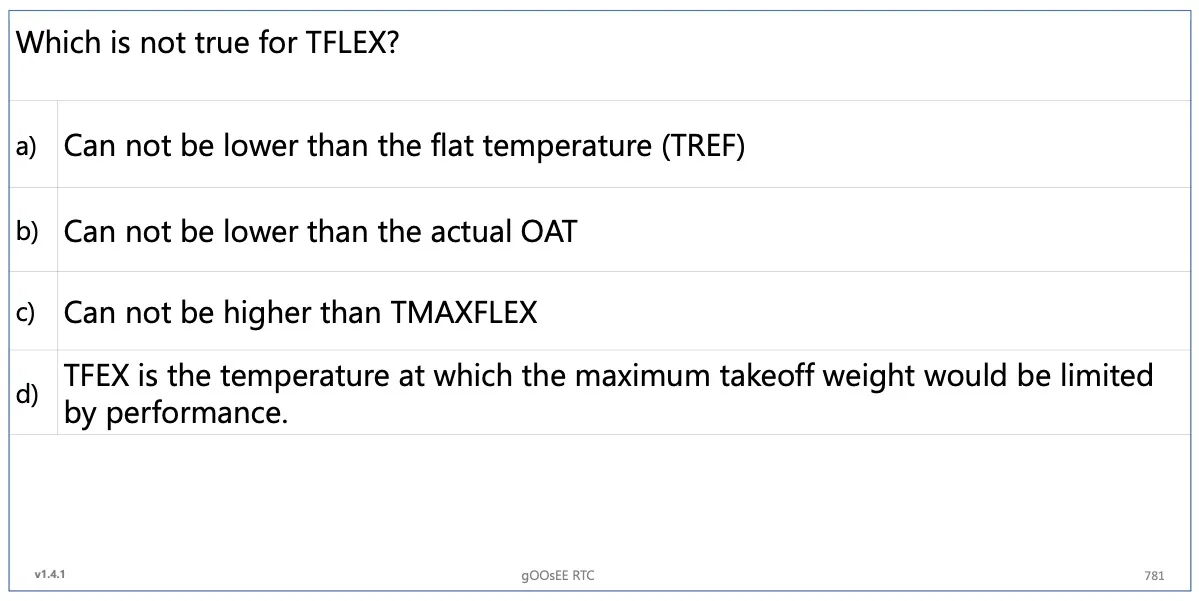 Which is not true for TFLEX?
a) Can not be lower than the flat temperature (TREF)
b) Can not be lower than the actual OAT
c) Can not be higher than TMAXFLEX
d) TFEX is the temperature at which the maximum takeoff weight would be limited
by performance.
v1.4.1 gOOsEE RTC 781